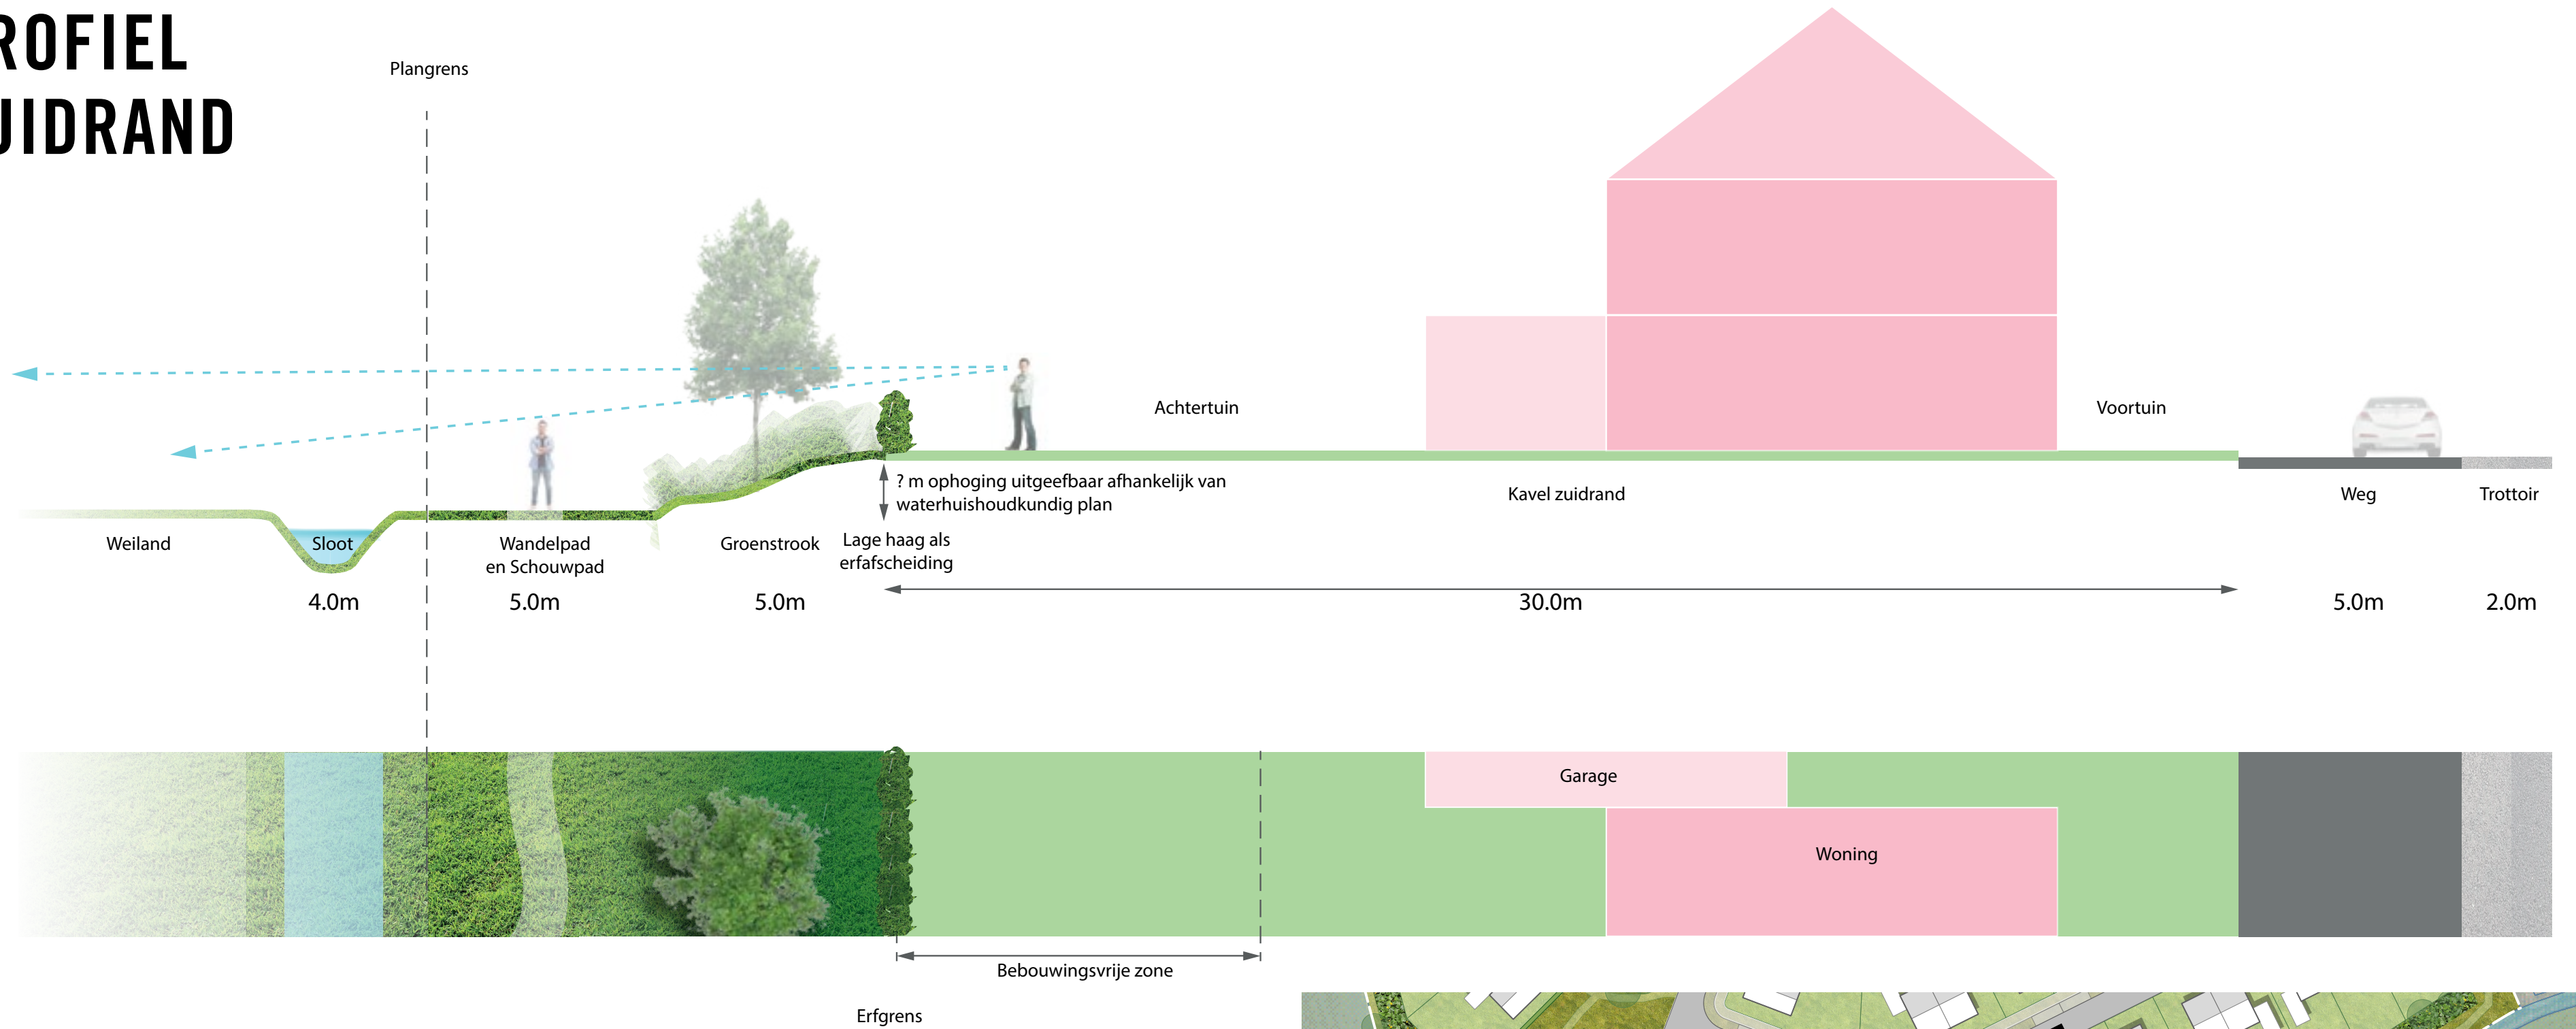 ROFIEL
UIDRAND
Plangrens
Achtertuin
Voortuin
? m ophoging uitgeefbaar afhankelijk van
waterhuishoudkundig plan
Kavel zuidrand
Weg
Trottoir
Weiland
Sloot
Wandelpad
en Schouwpad
Groenstrook
Lage haag als
erfafscheiding
4.0m
5.0m
5.0m
30.0m
5.0m
2.0m
Garage
Woning
Bebouwingsvrije zone
Erfgrens